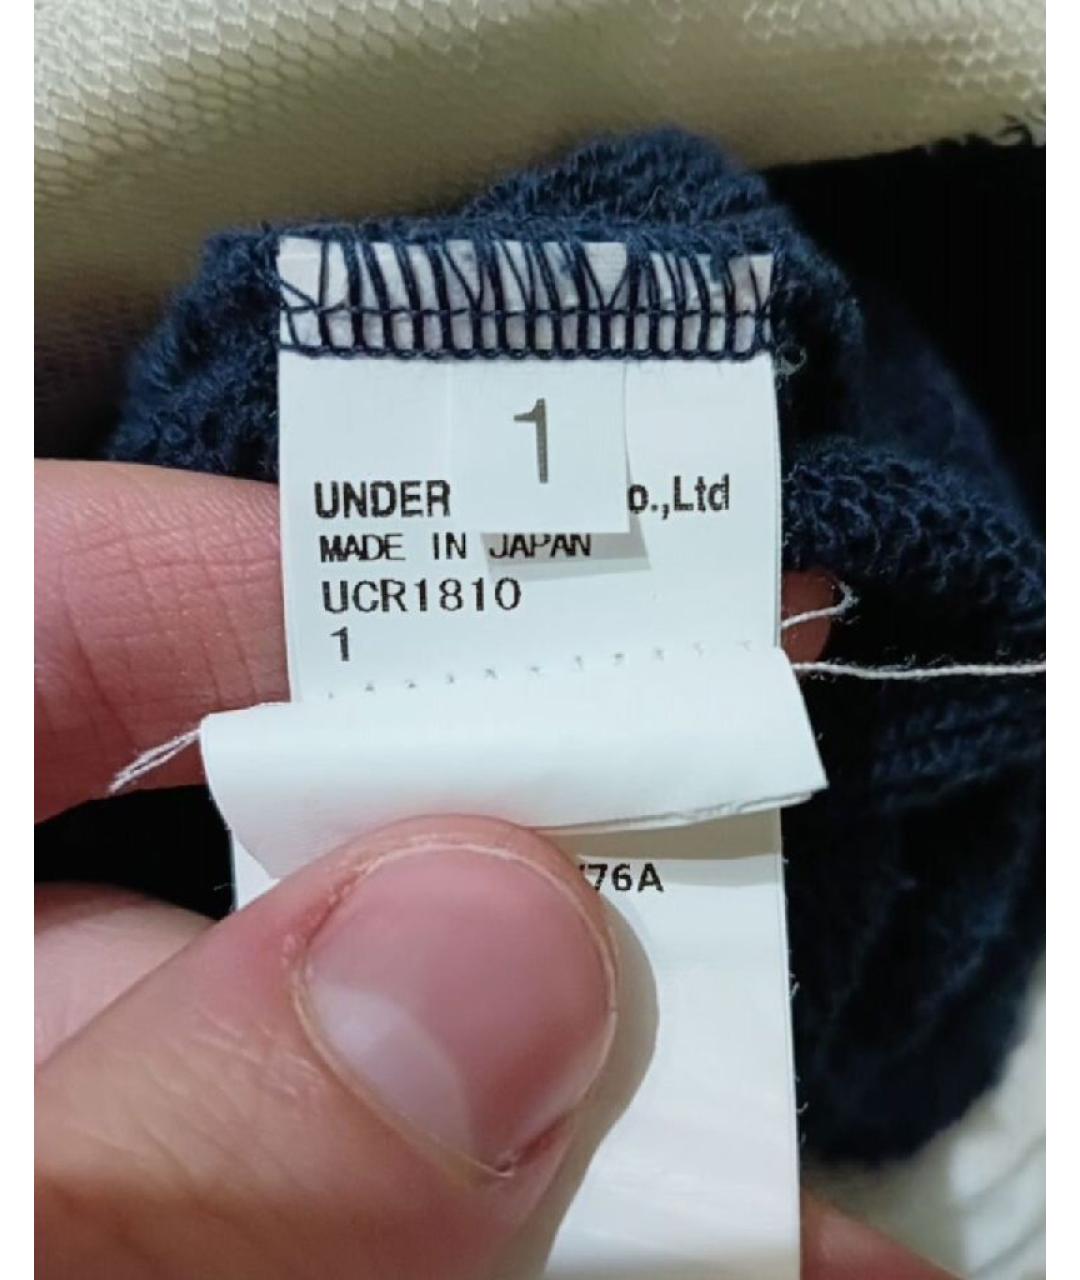 1
UNDER o.,Ltd
MADE IN JAPAN
UCR1810
1
76A